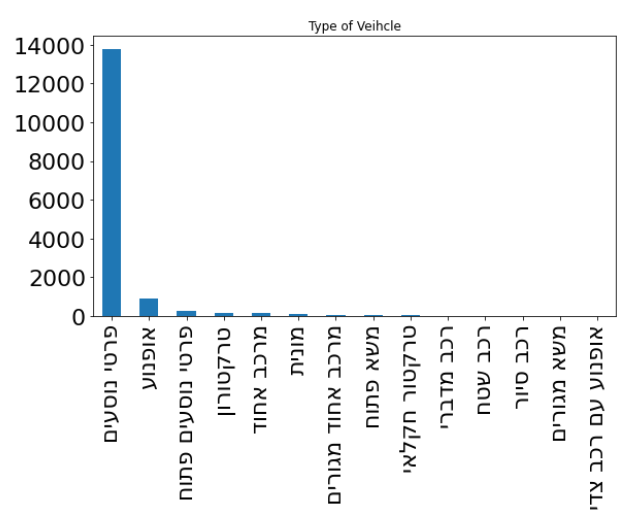 Type of Veihcle
14000
12000
10000
8000
6000
4000
2000
0
פרטי נוסעים
אופנוע
פרטי נוסעים פתוח
טרקטורון
מרכב אחוד
מונית
מרכב אחוד מגורים
משא פתוח
טרקטור חקלאי
רכב מדברי
רכב שטח
רכב סיור
משא מגורים
אופנוע עם רכב צדי